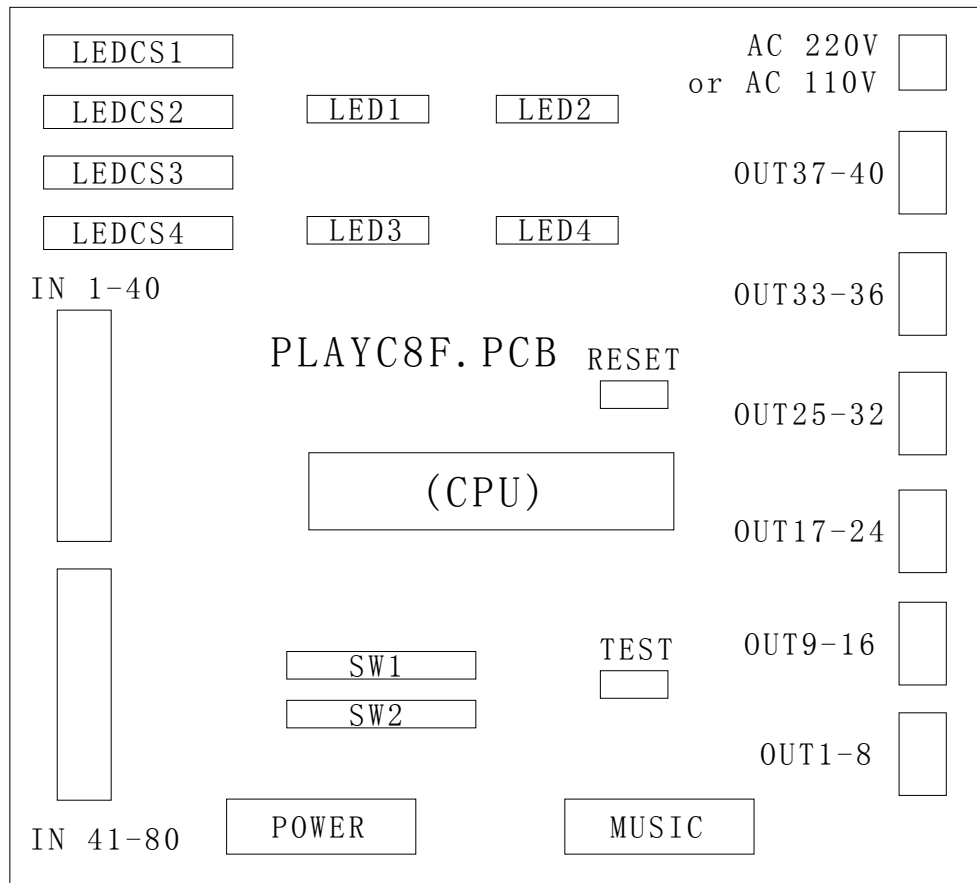 LEDCS1
AC 220V
or AC 110V
LEDCS2
LED1
LED2
LEDCS3
OUT37-40
LEDCS4
LED3
LED4
IN 1-40
OUT33-36
PLAYC8F.PCB
RESET
OUT25-32
(CPU)
OUT17-24
TEST
OUT9-16
SW1
SW2
OUT1-8
POWER
MUSIC
IN 41-80